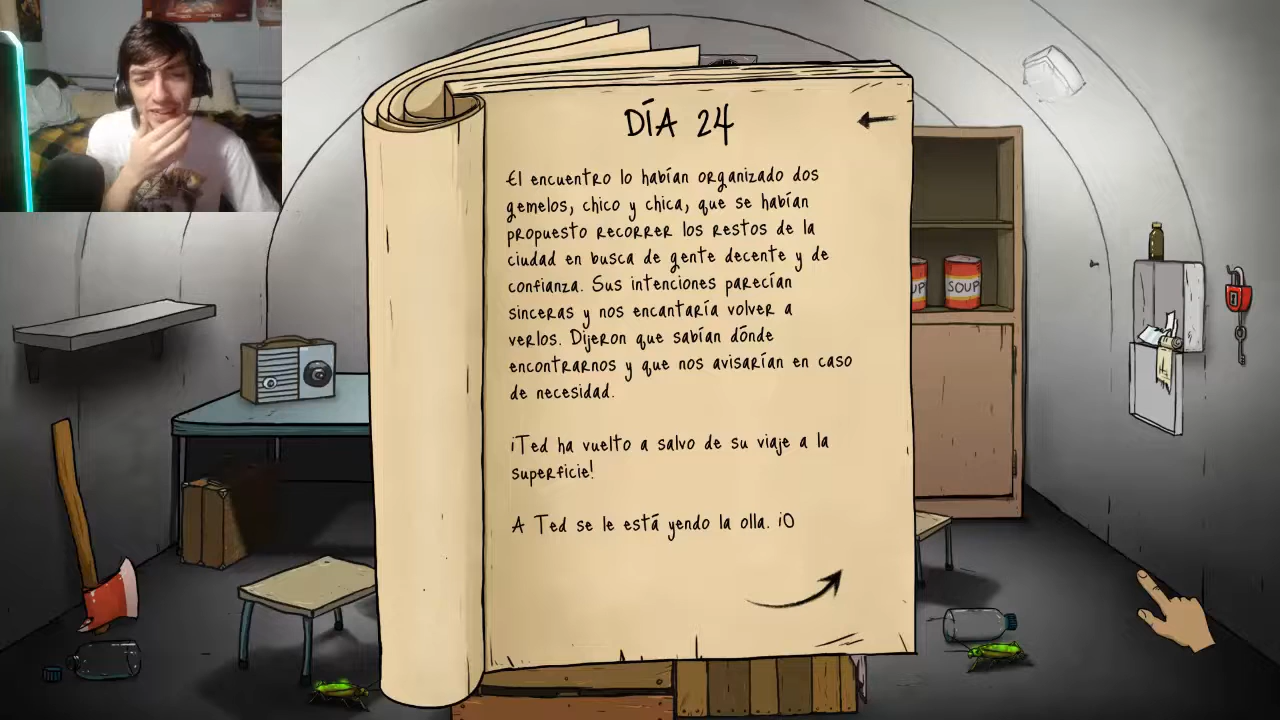 DÍA 24
El encuentro lo habían organizado dos
gemelos, chico y chica, que se habían
propuesto recorrer los restos de la
ciudad en busca de gente decente y de
confianza. Sus intenciones parecían
sinceras y nos encantaría volver a
verlos. Dijeron que sabían dónde
encontrarnos y que nos avisarían en caso
de necesidad.
¡Ted ha vuelto a salvo de su viaje a la
superficie!
A Ted se le está yendo la olla. ¡O
UP
SOUP